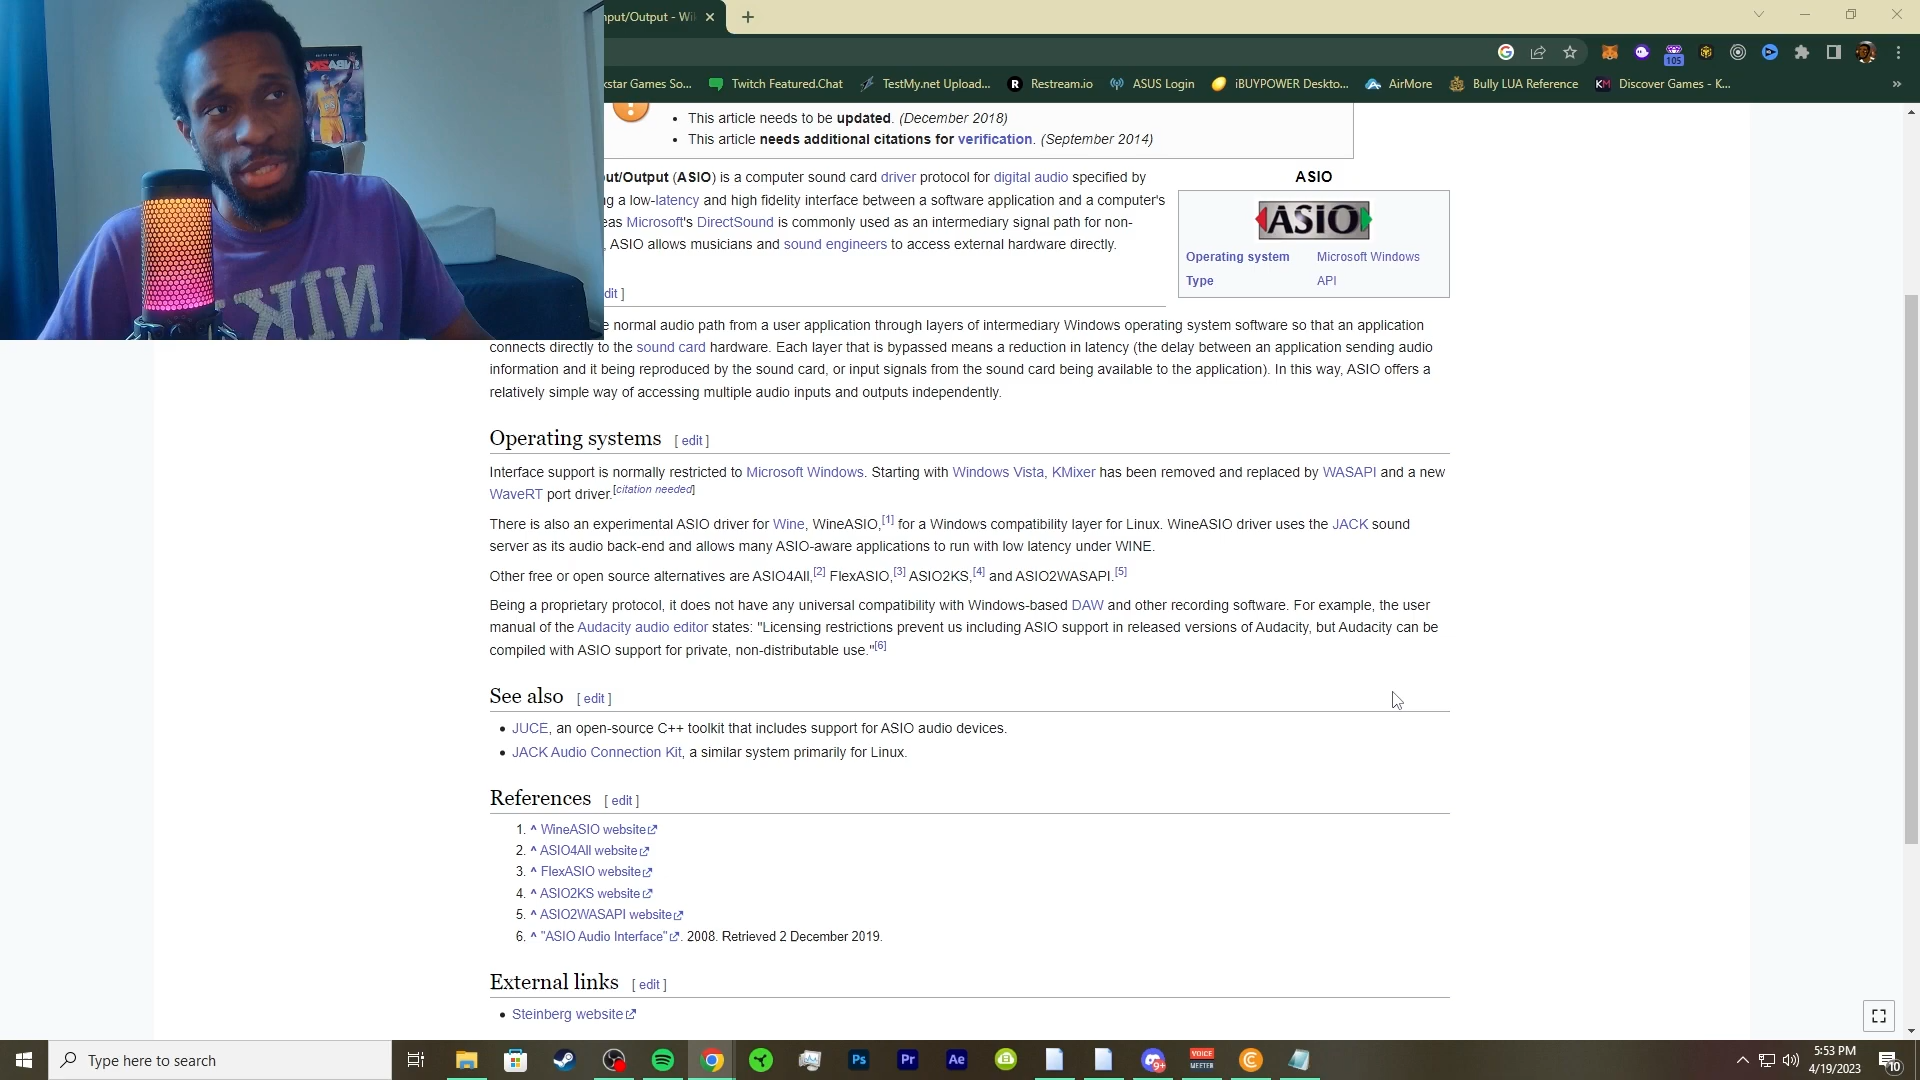 nput/Output - Wi
kstar Games So...
Twitch Featured.Chat
TestMy.net Upload...
Restream.io
ASUS Login
iBUYPOWER Deskto...
AirMore
Bully LUA Reference
Discover Games - K...
105
• This article needs to be updated. (December 2018)
• This article needs additional citations for verification. (September 2014)
ut/Output (ASIO) is a computer sound card driver protocol for digital audio specified by
g a low-latency and high fidelity interface between a software application and a computer's
eas Microsoft's DirectSound is commonly used as an intermediary signal path for non-
, ASIO allows musicians and sound engineers to access external hardware directly.
ASIO
ASIO
Operating system Microsoft Windows
Type API
dit ]
e normal audio path from a user application through layers of intermediary Windows operating system software so that an application
connects directly to the sound card hardware. Each layer that is bypassed means a reduction in latency (the delay between an application sending audio
information and it being reproduced by the sound card, or input signals from the sound card being available to the application). In this way, ASIO offers a
relatively simple way of accessing multiple audio inputs and outputs independently.
Operating systems [ edit ]
Interface support is normally restricted to Microsoft Windows. Starting with Windows Vista, KMixer has been removed and replaced by WASAPI and a new
WaveRT port driver.[citation needed]
There is also an experimental ASIO driver for Wine, WineASIO,[1] for a Windows compatibility layer for Linux. WineASIO driver uses the JACK sound
server as its audio back-end and allows many ASIO-aware applications to run with low latency under WINE.
Other free or open source alternatives are ASIO4All,[2] FlexASIO,[3] ASIO2KS,[4] and ASIO2WASAPI.[5]
Being a proprietary protocol, it does not have any universal compatibility with Windows-based DAW and other recording software. For example, the user
manual of the Audacity audio editor states: "Licensing restrictions prevent us including ASIO support in released versions of Audacity, but Audacity can be
compiled with ASIO support for private, non-distributable use."[6]
See also [ edit ]
• JUCE, an open-source C++ toolkit that includes support for ASIO audio devices.
• JACK Audio Connection Kit, a similar system primarily for Linux.
References [ edit ]
1. ^ WineASIO website
2. ^ ASIO4All website
3. ^ FlexASIO website
4. ^ ASIO2KS website
5. ^ ASIO2WASAPI website
6. ^ "ASIO Audio Interface". 2008. Retrieved 2 December 2019.
External links [ edit ]
• Steinberg website
NIK
Type here to search
Ps
Pr
Ae
9+
VOICE
MEETER
5:53 PM
4/19/2023
10